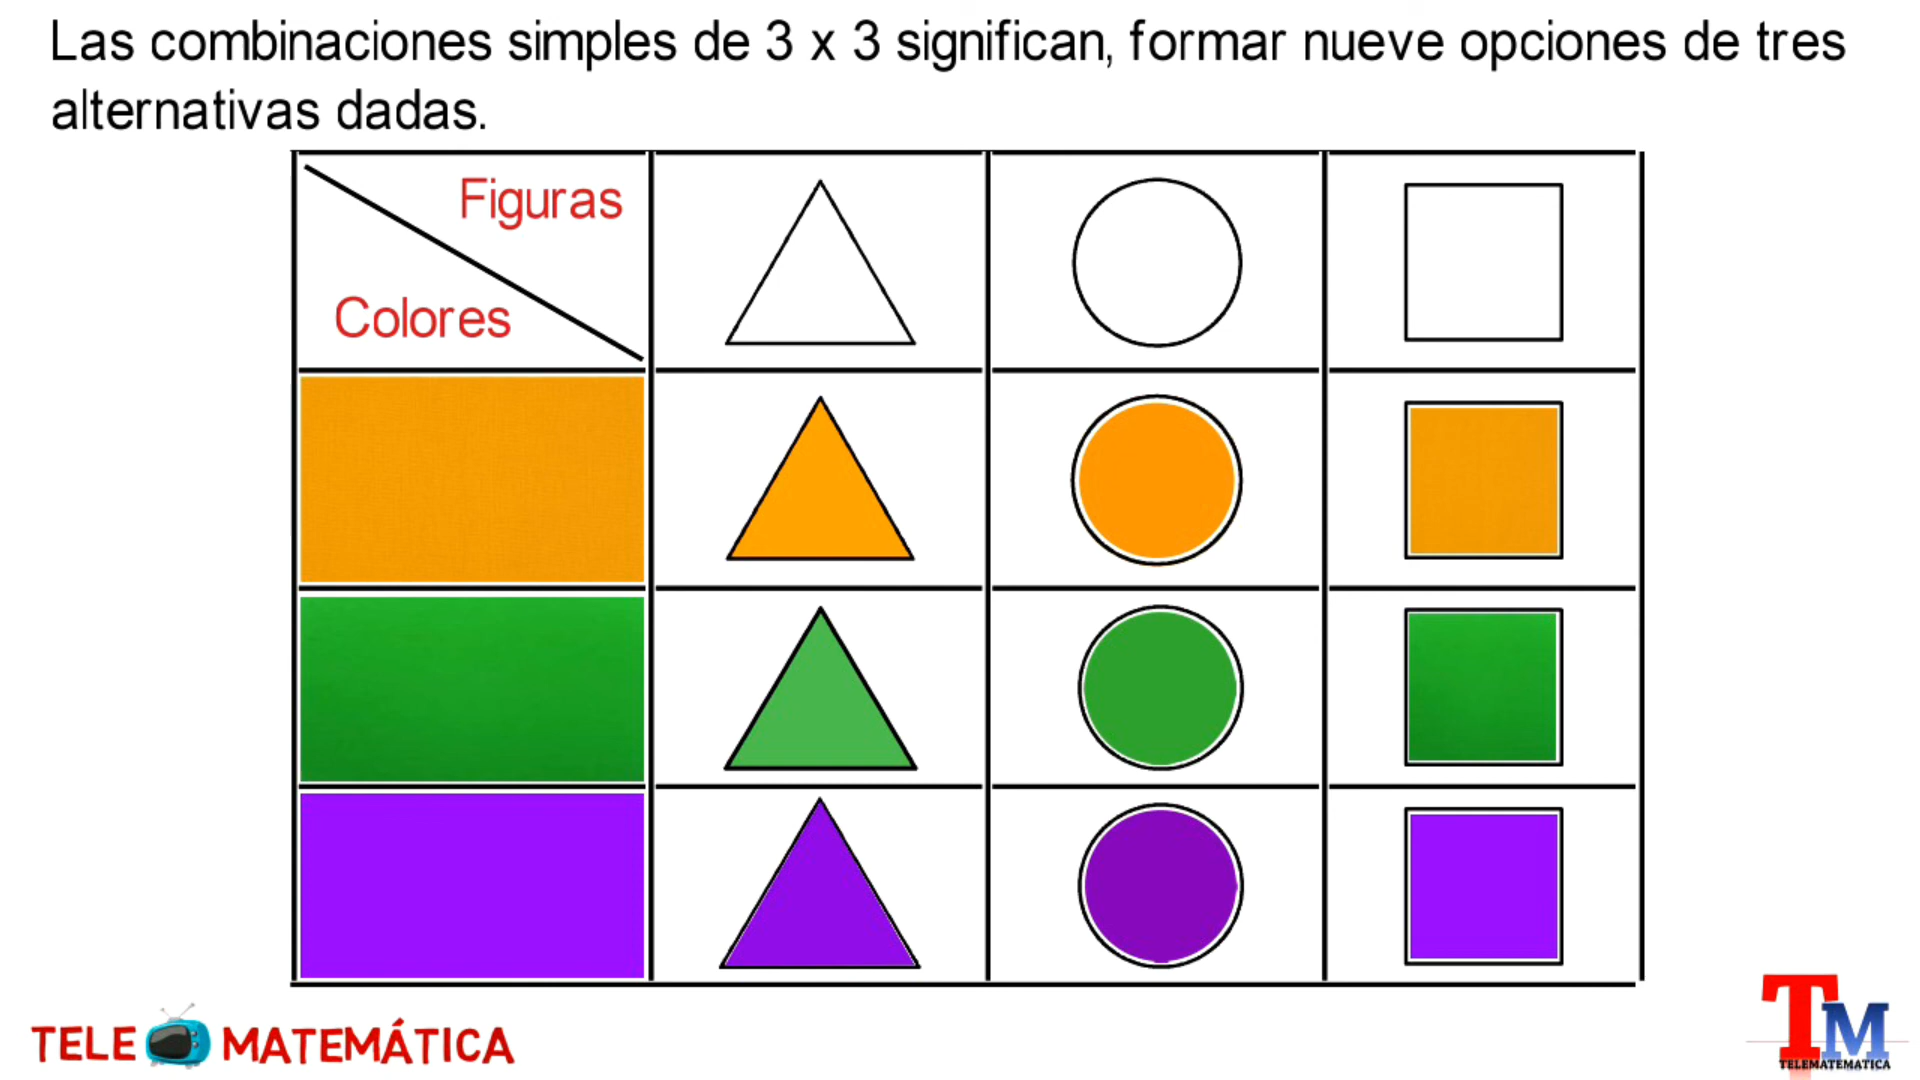 Las combinaciones simples de 3 x 3 significan, formar nueve opciones de tres
alternativas dadas.
Figuras
Colores
TELE MATEMÁTICA
TM
TELEMATEMATICA